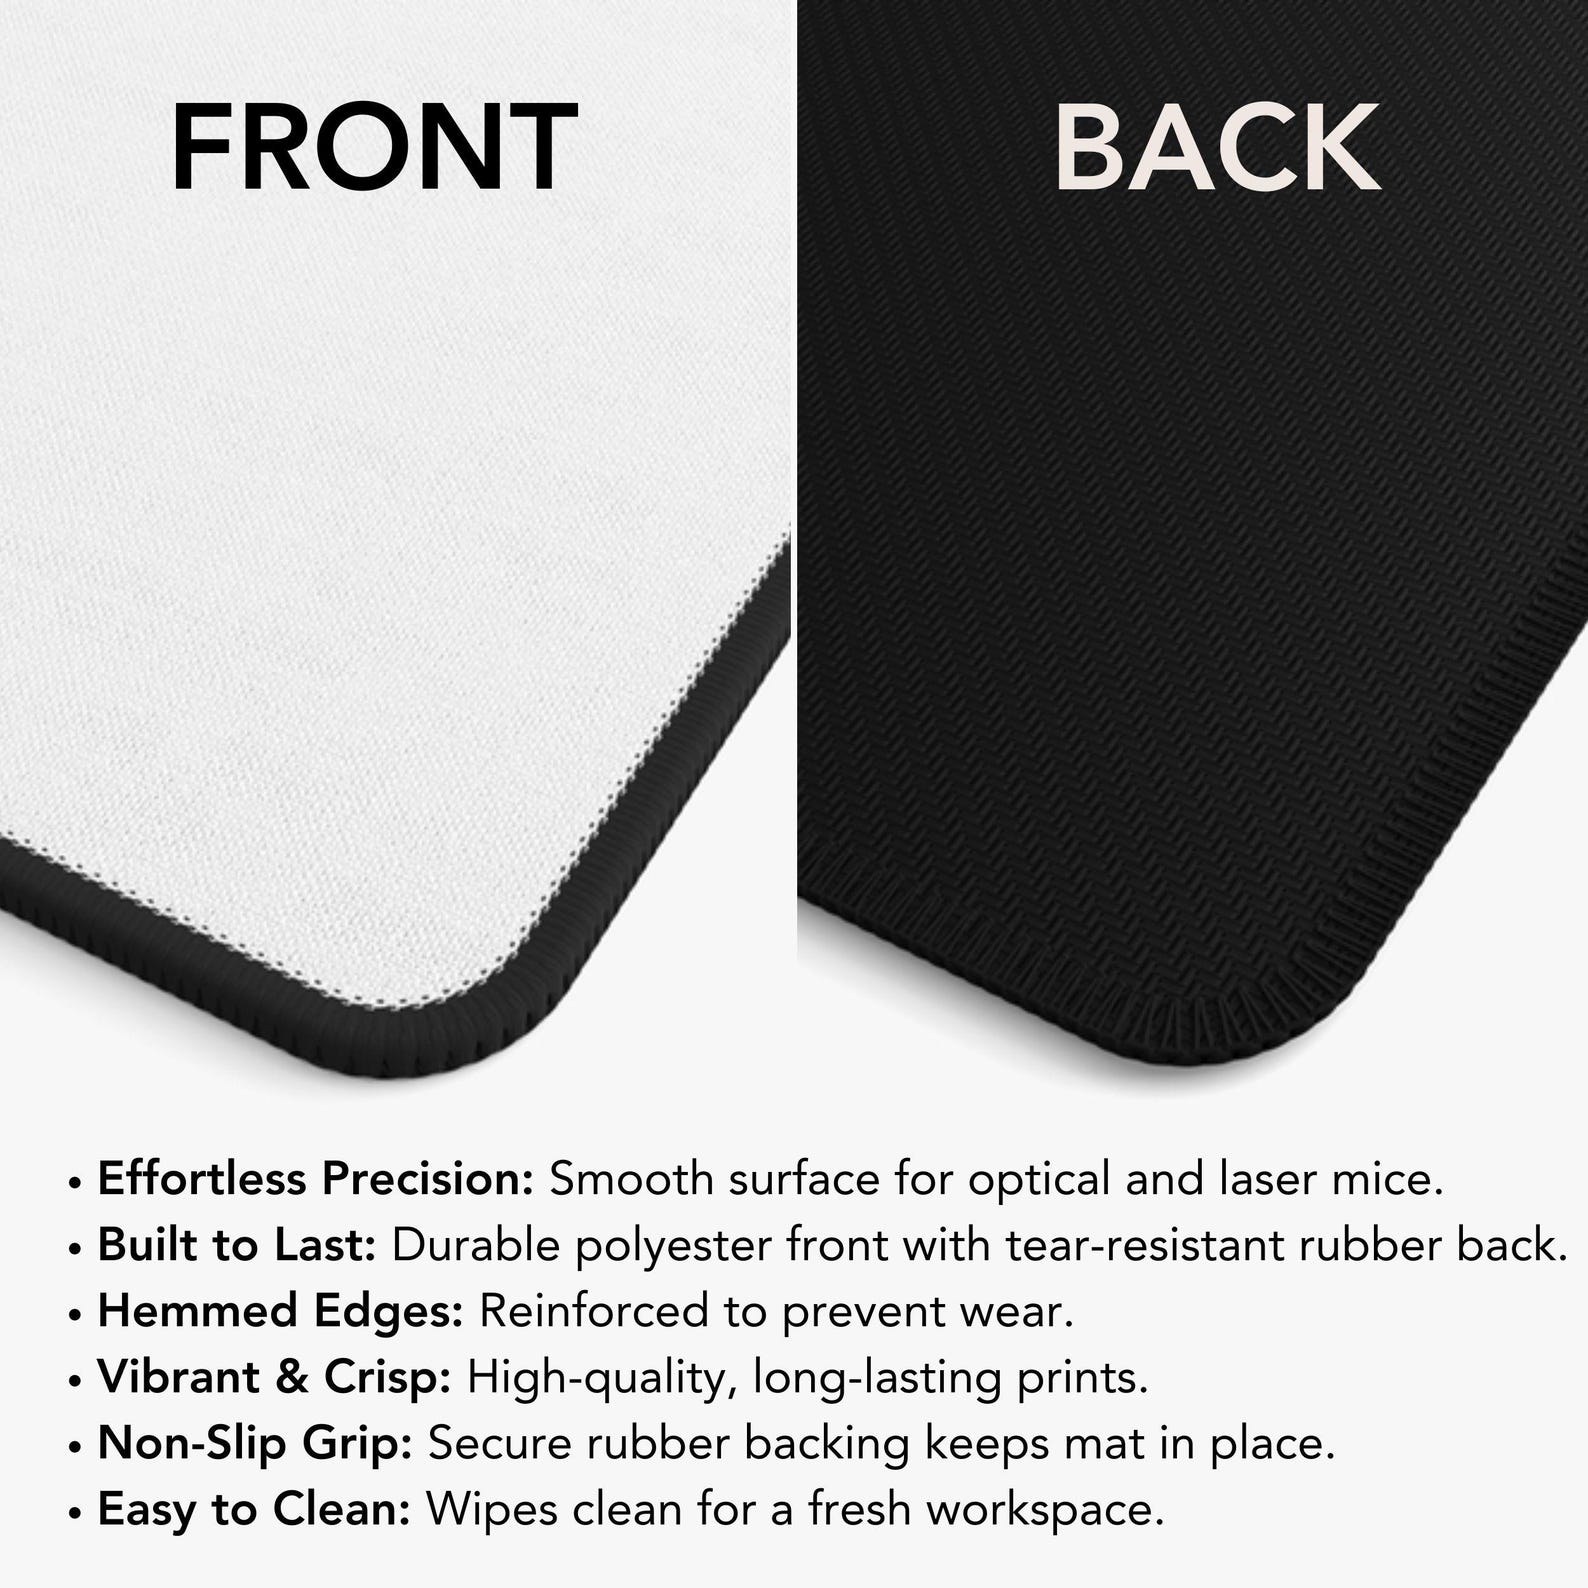 FRONT
BACK
• Effortless Precision: Smooth surface for optical and laser mice.
• Built to Last: Durable polyester front with tear-resistant rubber back.
• Hemmed Edges: Reinforced to prevent wear.
• Vibrant & Crisp: High-quality, long-lasting prints.
• Non-Slip Grip: Secure rubber backing keeps mat in place.
• Easy to Clean: Wipes clean for a fresh workspace.